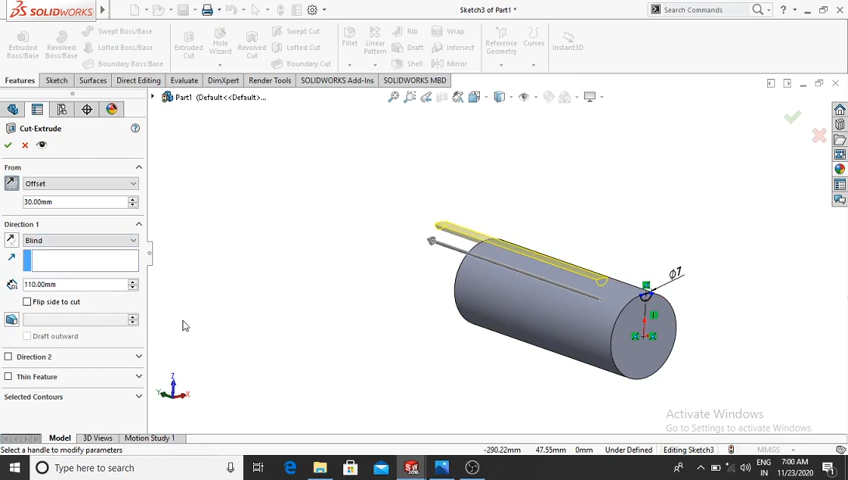 SOLIDWORKS
Sketch3 of Part1 *
Search Commands
Extruded Boss/Base
Revolved Boss/Base
Swept Boss/Base
Lofted Boss/Base
Boundary Boss/Base
Extruded Cut
Hole Wizard
Revolved Cut
Swept Cut
Lofted Cut
Boundary Cut
Fillet
Linear Pattern
Rib
Draft
Shell
Wrap
Intersect
Mirror
Reference Geometry
Curves
Instant3D
Features
Sketch
Surfaces
Direct Editing
Evaluate
DimXpert
Render Tools
SOLIDWORKS Add-Ins
SOLIDWORKS MBD
Part1 (Default<<Default>...
Cut-Extrude
From
Offset
30.00mm
Direction 1
Blind
110.00mm
Flip side to cut
Draft outward
Direction 2
Thin Feature
Selected Contours
Φ7
Z
Y
X
Activate Windows
Go to Settings to activate Windows.
Model
3D Views
Motion Study 1
Select a handle to modify parameters
-290.22mm
47.55mm
0mm
Under Defined
Editing Sketch3
MMGS
Type here to search
ENG
IN
7:00 AM
11/23/2020